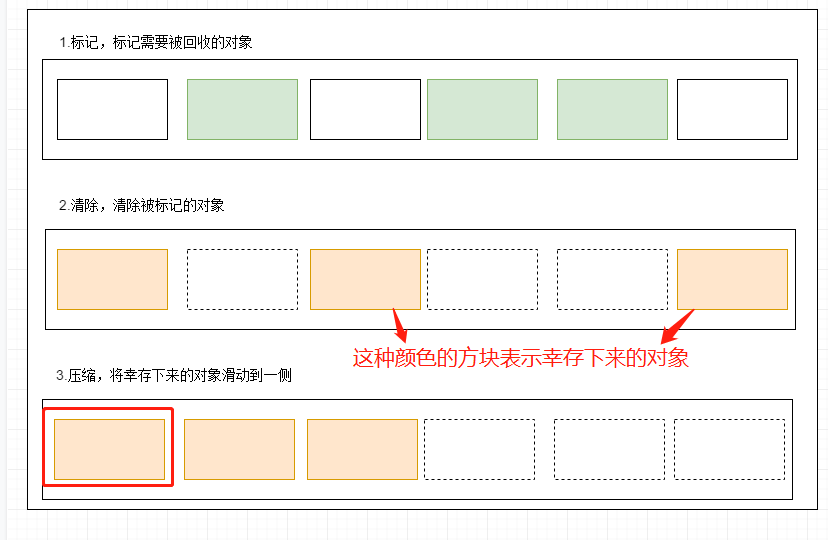 1.标记，标记需要被回收的对象
2.清除，清除被标记的对象
这种颜色的方块表示幸存下来的对象
3.压缩，将幸存下来的对象滑动到一侧